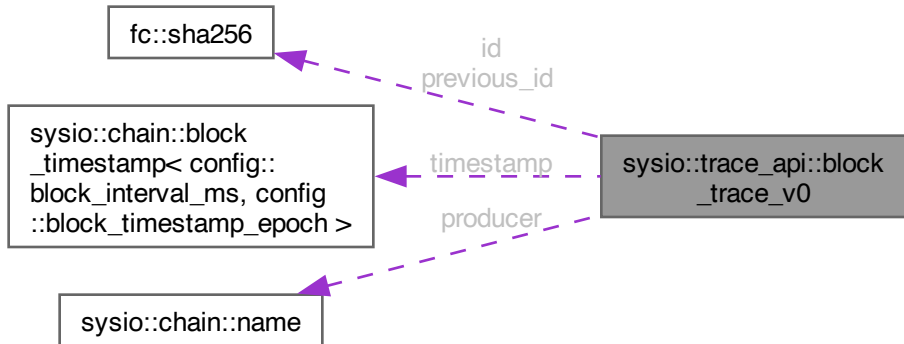 fc::sha256
id
previous_id
sysio::chain::block
_timestamp< config::
block_interval_ms, config
::block_timestamp_epoch >
timestamp
sysio::trace_api::block
_trace_v0
producer
sysio::chain::name